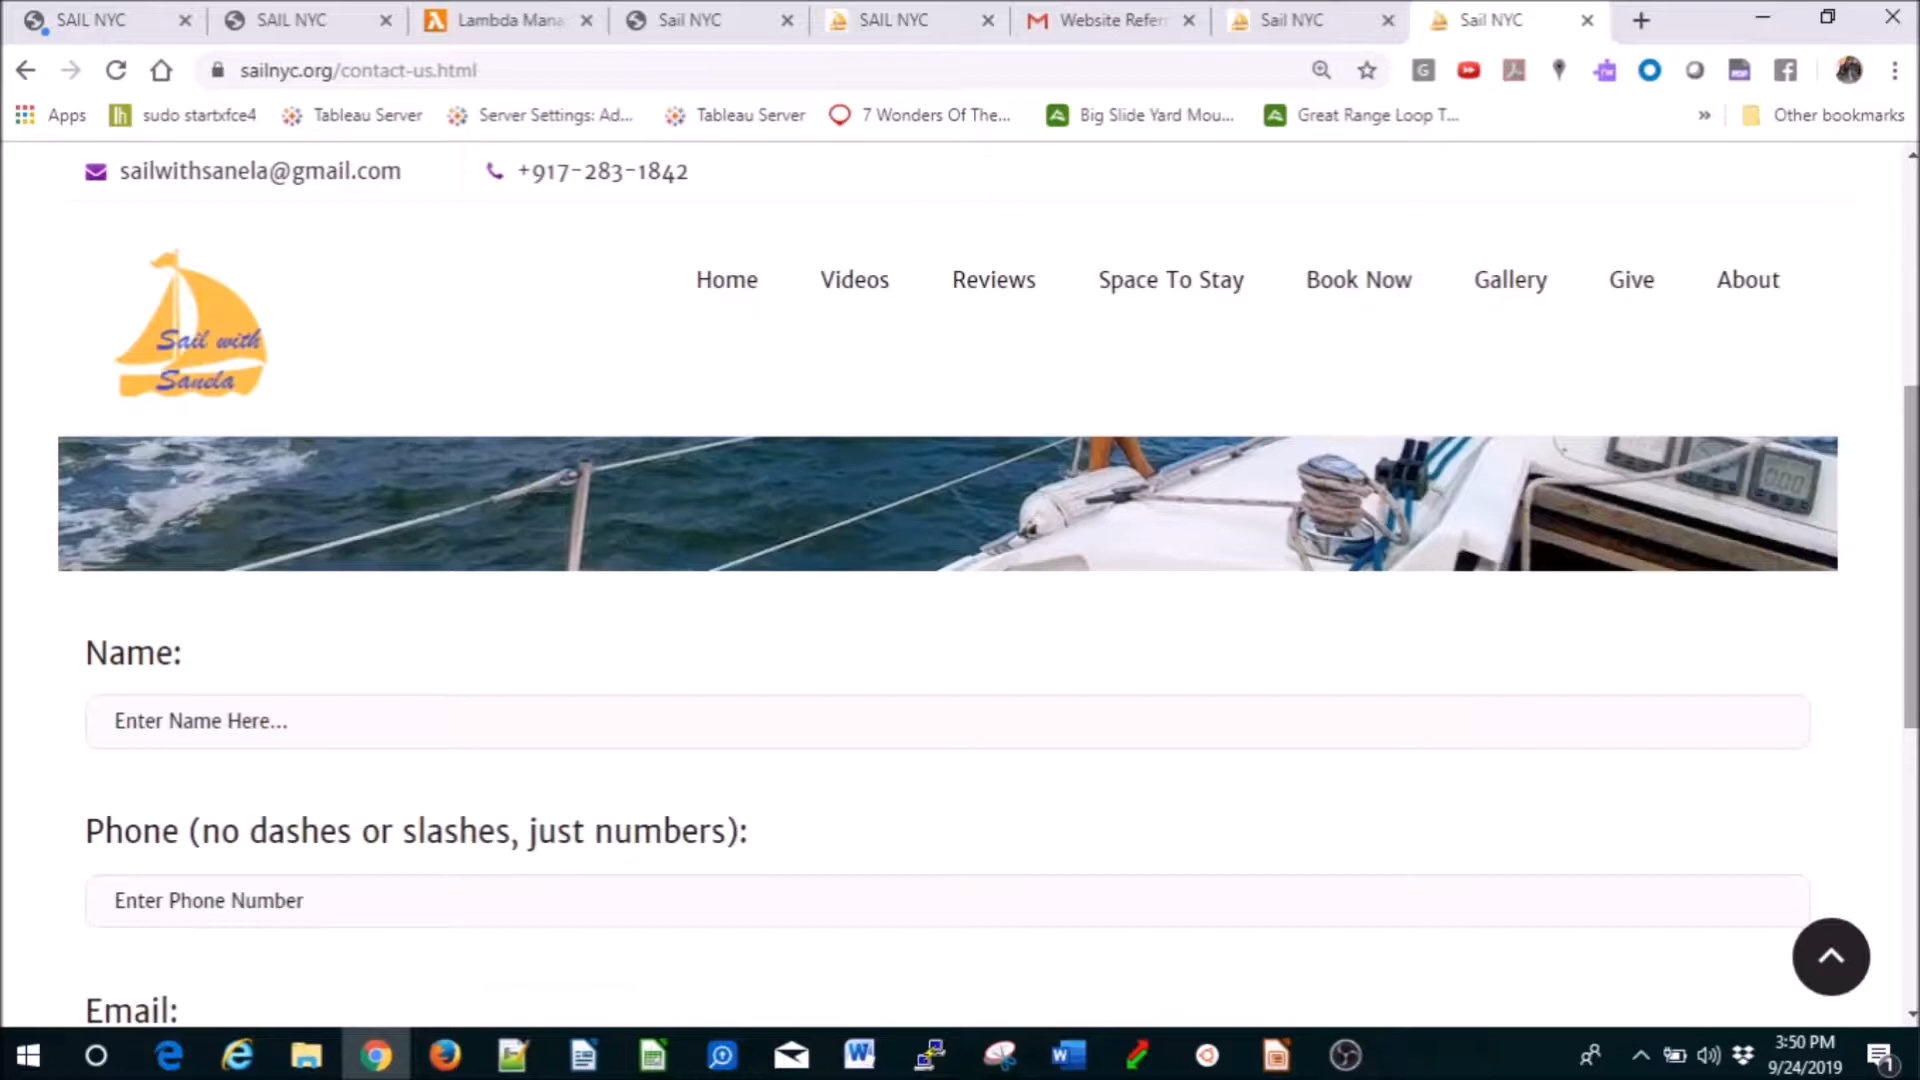 SAIL NYC
SAIL NYC
Lambda Mana
Sail NYC
SAIL NYC
Website Refer
Sail NYC
Sail NYC
sailnyc.org/contact-us.html
Apps
sudo startxfce4
Tableau Server
Server Settings: Ad...
Tableau Server
7 Wonders Of The...
Big Slide Yard Mou...
Great Range Loop T...
»
Other bookmarks
sailwithsanela@gmail.com
+917-283-1842
Sail with
Sanela
Home
Videos
Reviews
Space To Stay
Book Now
Gallery
Give
About
Name:
Enter Name Here...
Phone (no dashes or slashes, just numbers):
Enter Phone Number
Email:
3:50 PM
9/24/2019
1